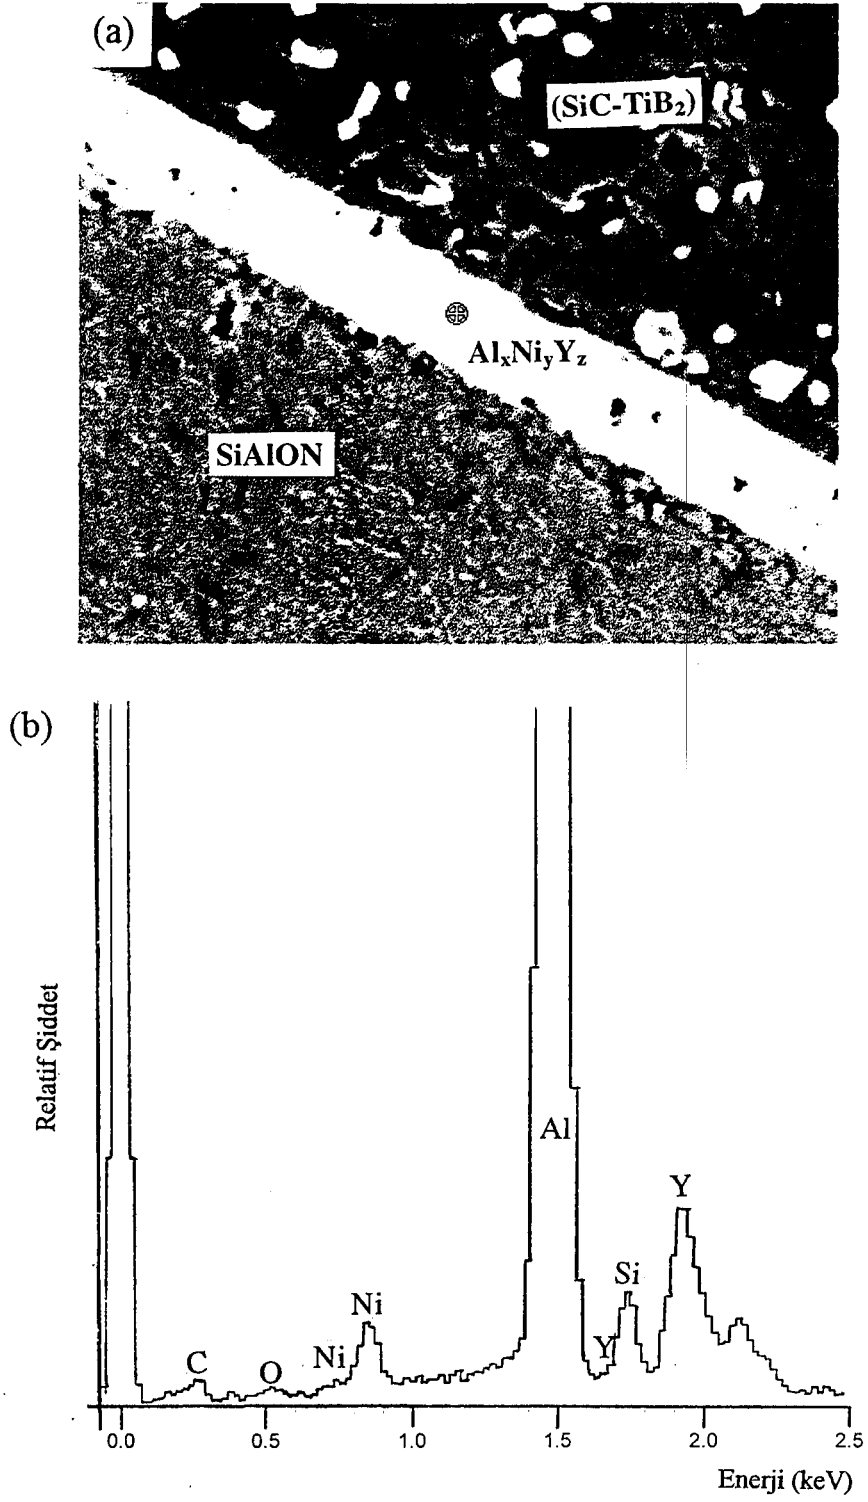 (a)
(SiC-TiB₂)
AlₓNiᵧY_z
SiAlON
(b)
Relatif Şiddet
Al
Y
Si
Ni
Y
Ni
C
O
0.0 0.5 1.0 1.5 2.0 2.5
Enerji (keV)